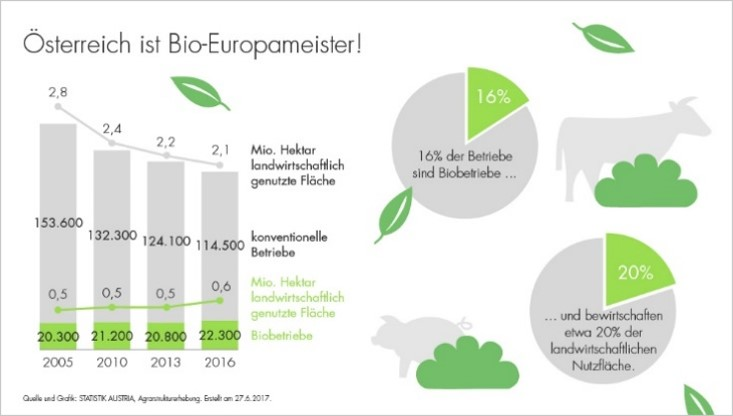 Österreich ist Bio-Europameister!
2,8
2,4
2,2
2,1
Mio. Hektar
landwirtschaftlich
genutzte Fläche
153.600
132.300
124.100
114.500
konventionelle
Betriebe
0,5
0,5
0,5
0,6
Mio. Hektar
landwirtschaftlich
genutzte Fläche
20.300
21.200
20.800
22.300
Biobetriebe
2005
2010
2013
2016
16%
16% der Betriebe
sind Biobetriebe ...
20%
... und bewirtschaften
etwa 20% der
landwirtschaftlichen
Nutzfläche.
Quelle und Grafik: STATISTIK AUSTRIA, Agrarstrukturerhebung. Erstellt am 27.6.2017.